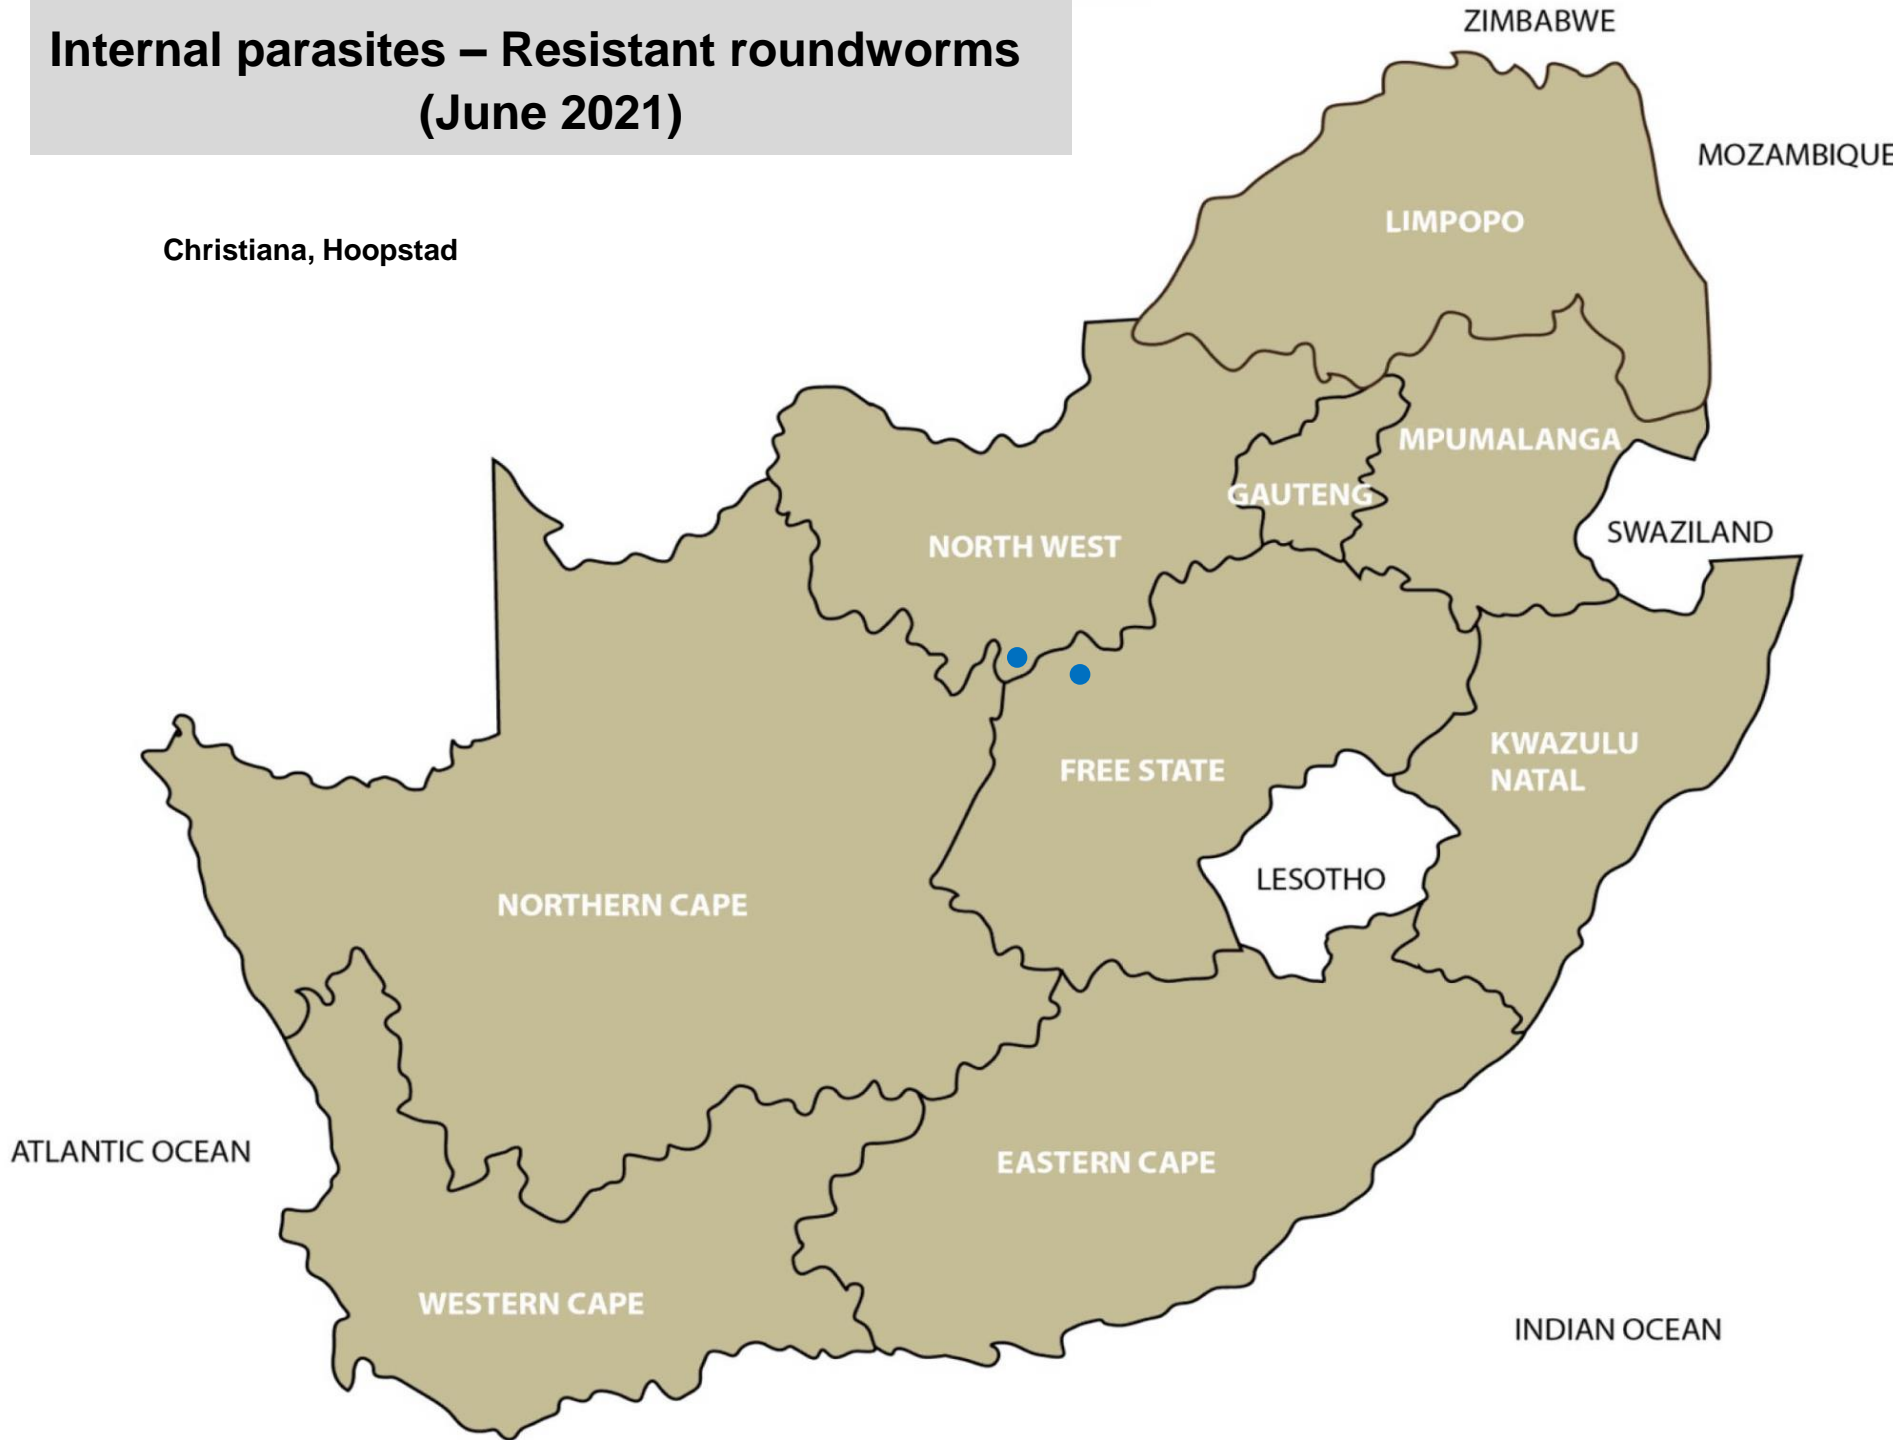 Internal parasites – Resistant roundworms
(June 2021)
ZIMBABWE
MOZAMBIQUE
LIMPOPO
Christiana, Hoopstad
MPUMALANGA
GAUTENG
NORTH WEST
SWAZILAND
KWAZULU
NATAL
FREE STATE
LESOTHO
NORTHERN CAPE
ATLANTIC OCEAN
EASTERN CAPE
WESTERN CAPE
INDIAN OCEAN